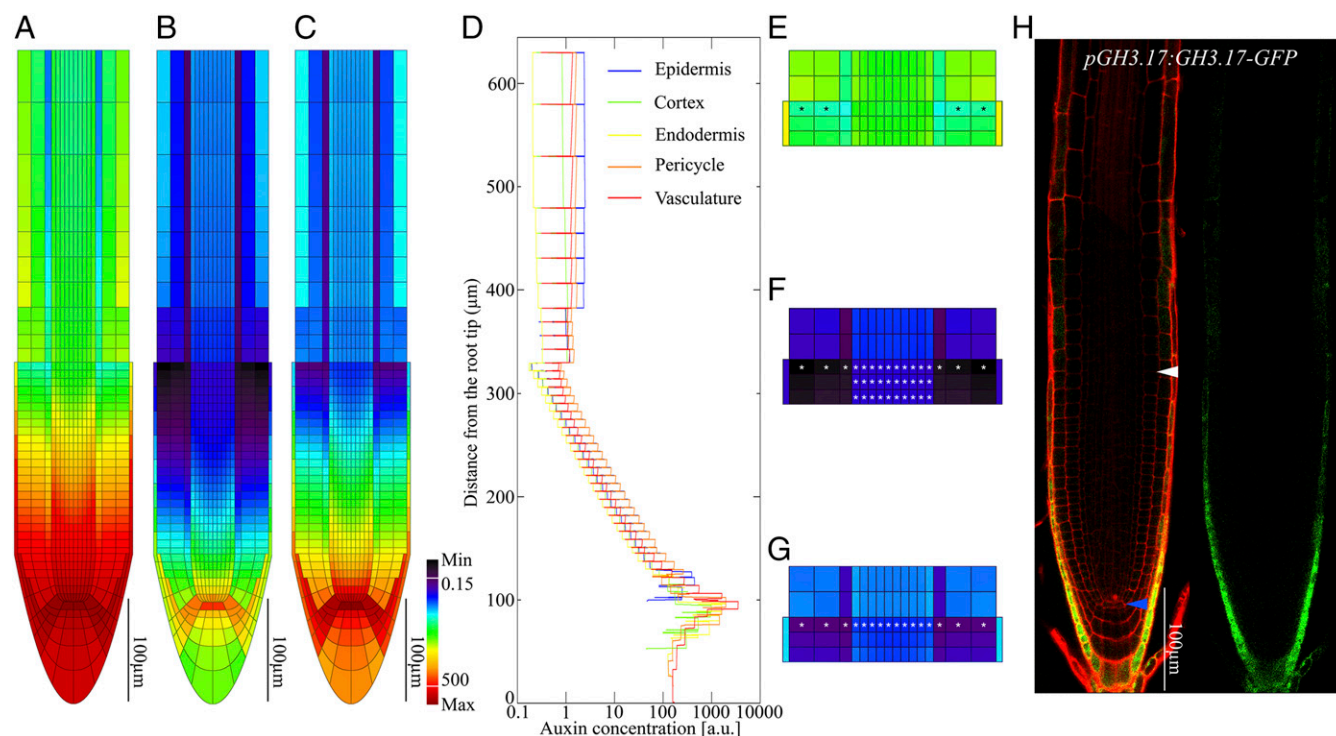 A
B
C
D
E
F
G
H
Min
0.15
500
Max
100µm
100µm
100µm
Epidermis
Cortex
Endodermis
Pericycle
Vasculature
600
500
400
300
200
100
0
Distance from the root tip (µm)
0.1 1 10 100 1000 10000
Auxin concentration [a.u.]
* * * *
* * * * * * * * * * * * * * * *
* * * * * * * * * *
* * * * * * * * * *
* * * * * * * * * * * * * * * *
pGH3.17:GH3.17-GFP
100µm